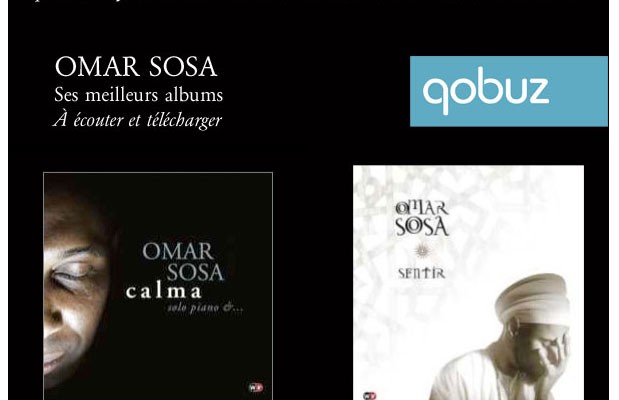 OMAR SOSA
Ses meilleurs albums
À écouter et télécharger
qobuz
OMAR
SOSA
calma
solo piano &...
OMAR
SOSA
SENTIR